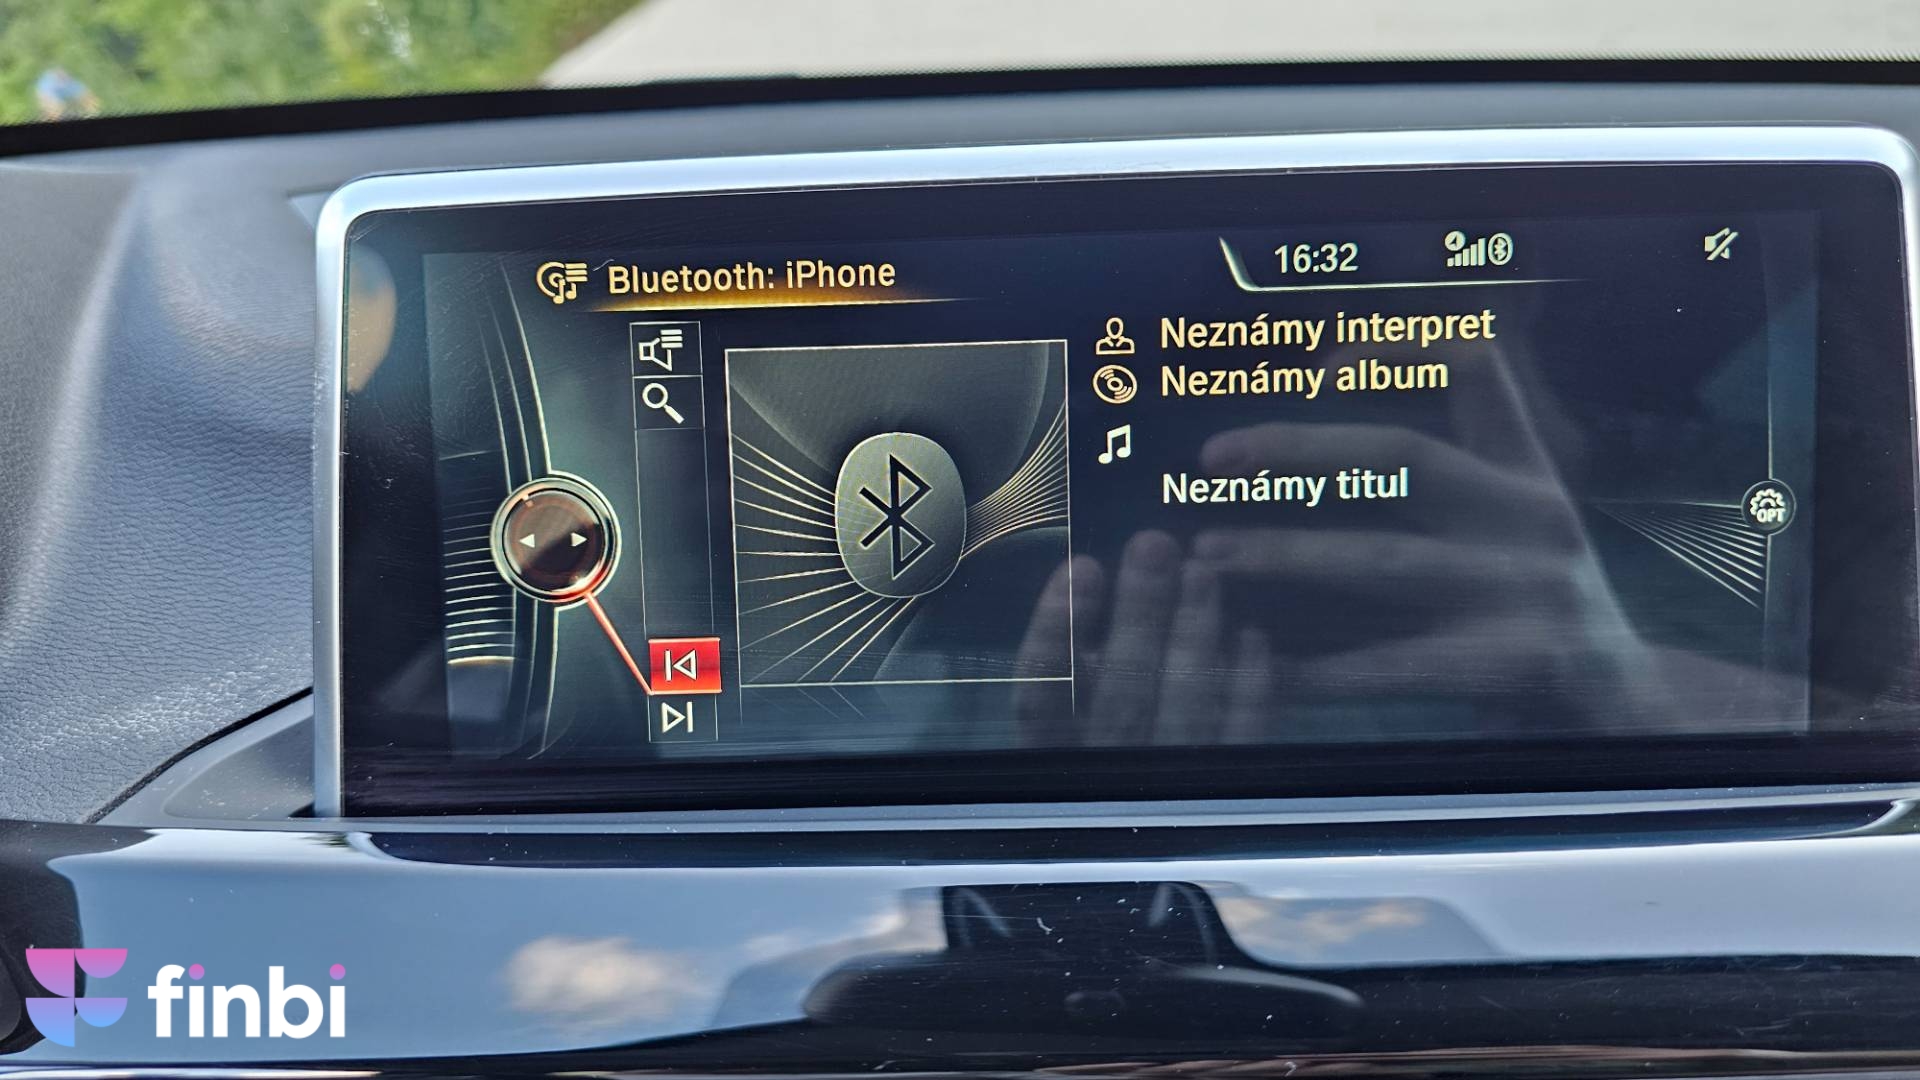 Bluetooth: iPhone
16:32
Neznámy interpret
Neznámy album
Neznámy titul
OPT
finbi